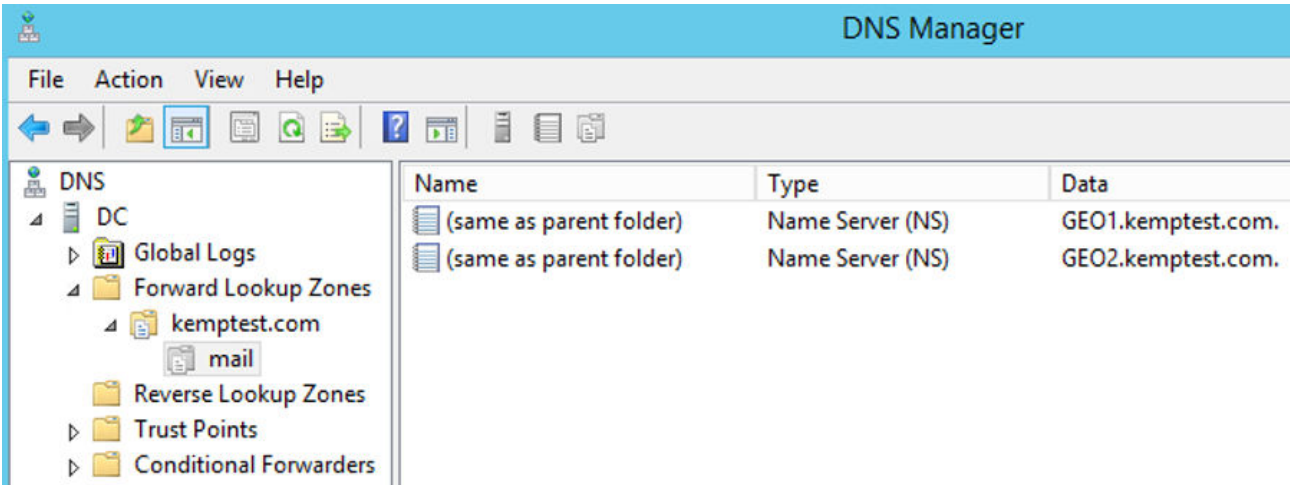 DNS Manager
File Action View Help
DNS
DC
Global Logs
Forward Lookup Zones
kemptest.com
mail
Reverse Lookup Zones
Trust Points
Conditional Forwarders
Name Type Data
(same as parent folder) Name Server (NS) GEO1.kemptest.com.
(same as parent folder) Name Server (NS) GEO2.kemptest.com.